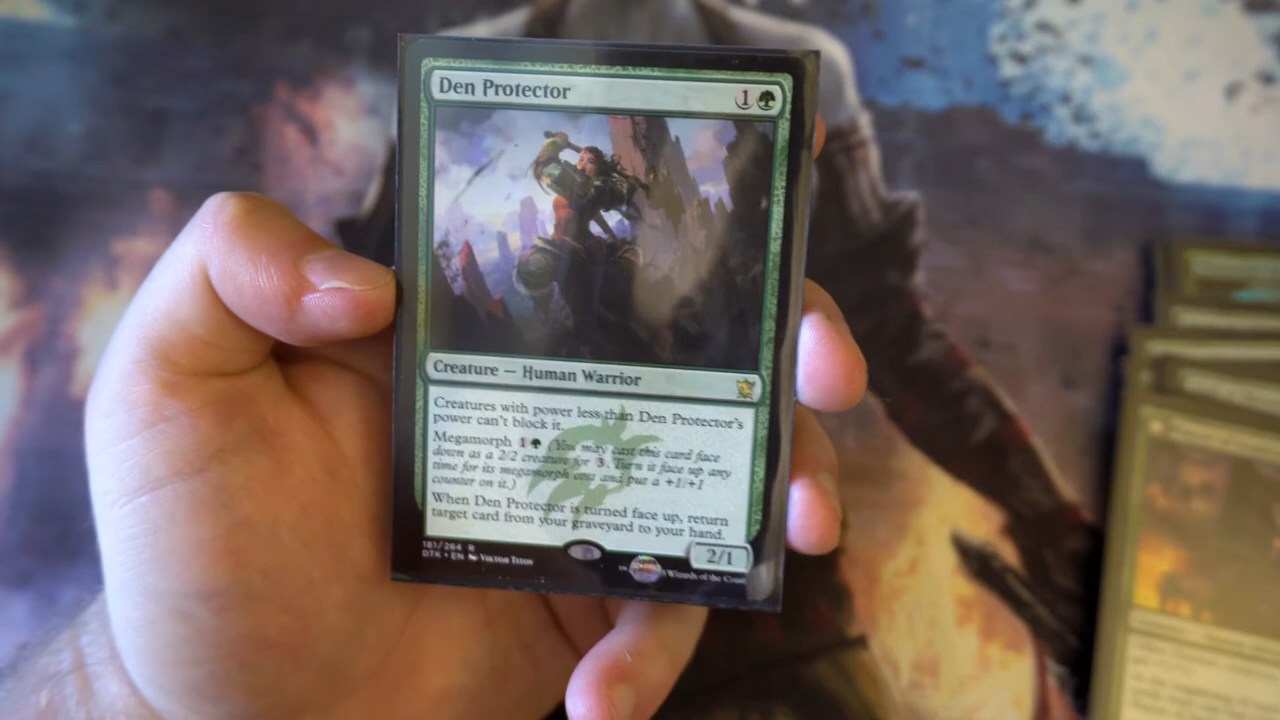 Den Protector
1
Creature — Human Warrior
Creatures with power less than Den Protector's
power can't block it.
Megamorph 1 (You may cast this card face
down as a 2/2 creature for 3. Turn it face up any
time for its megamorph cost and put a +1/+1
counter on it.)
When Den Protector is turned face up, return
target card from your graveyard to your hand.
2/1
181/264 R
DTK • EN Viktor Titov
Wizards of the Coast